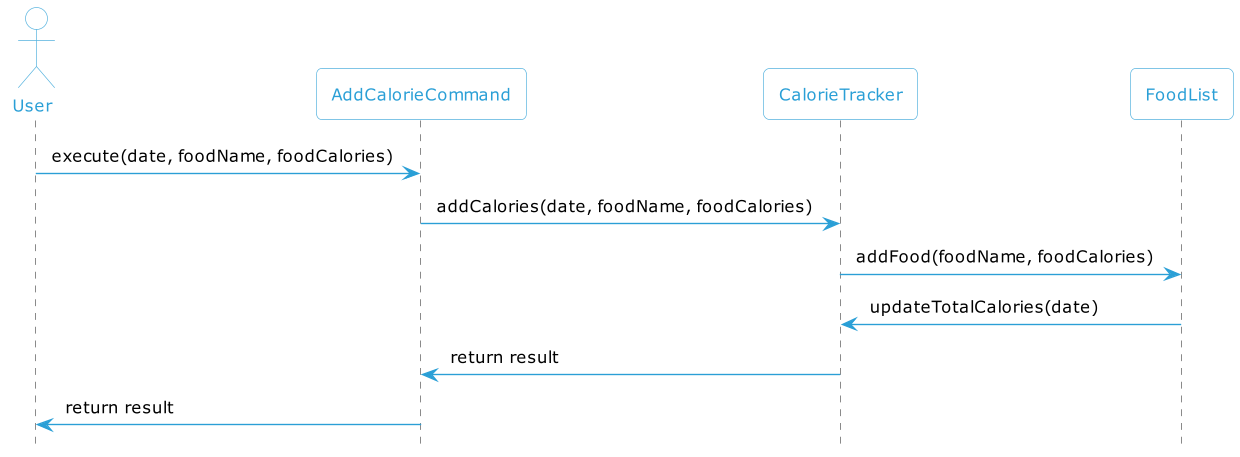 User
AddCalorieCommand
CalorieTracker
FoodList
execute(date, foodName, foodCalories)
addCalories(date, foodName, foodCalories)
addFood(foodName, foodCalories)
updateTotalCalories(date)
return result
return result